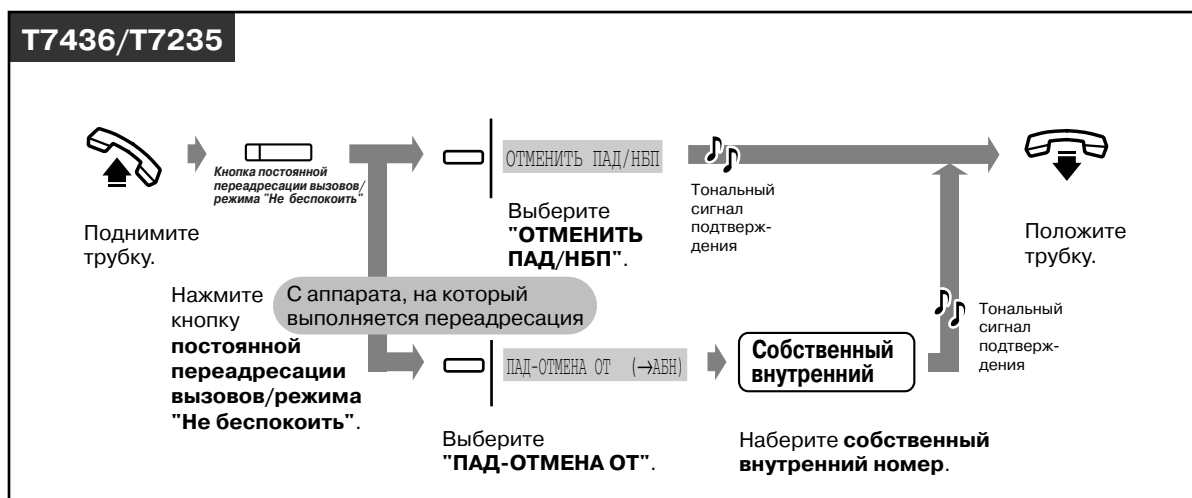 T7436/T7235
Кнопка постоянной
переадресации вызовов/
режима "Не беспокоить"
ОТМЕНИТЬ ПАД/НБП
Тональный
сигнал
подтверж-
дения
Поднимите
трубку.
Выберите
"ОТМЕНИТЬ
ПАД/НБП".
Положите
трубку.
Нажмите
кнопку
постоянной
переадресации
вызовов/режима
"Не беспокоить".
С аппарата, на который
выполняется переадресация
ПАД-ОТМЕНА ОТ (→АБН)
Собственный
внутренний
Тональный
сигнал
подтверж-
дения
Выберите
"ПАД-ОТМЕНА ОТ".
Наберите собственный
внутренний номер.